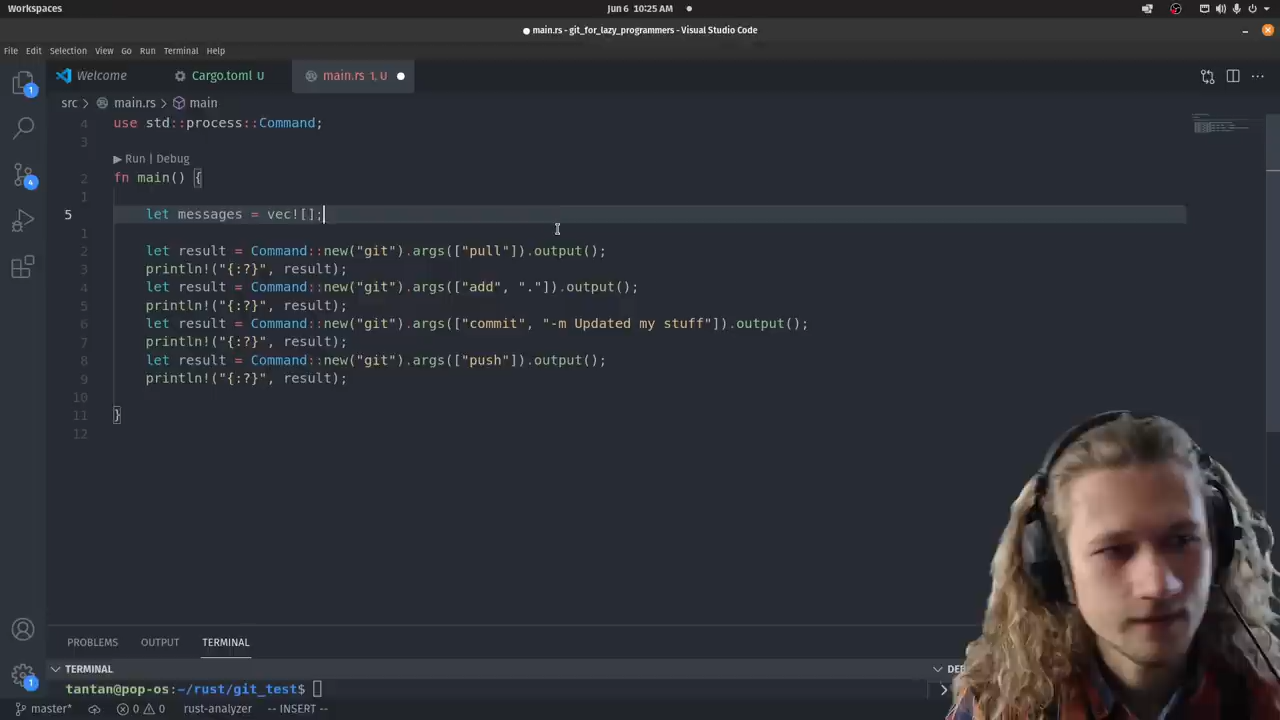 Workspaces
Jun 6 10:25 AM
main.rs - git_for_lazy_programmers - Visual Studio Code
File Edit Selection View Go Run Terminal Help
Welcome
Cargo.toml U
main.rs 1, U
src > main.rs > main
4 use std::process::Command;
3
▶ Run | Debug
2 fn main() {
1
5 let messages = vec![];
1
2 let result = Command::new("git").args(["pull"]).output();
3 println!("{:?}", result);
4 let result = Command::new("git").args(["add", "."]).output();
5 println!("{:?}", result);
6 let result = Command::new("git").args(["commit", "-m Updated my stuff"]).output();
7 println!("{:?}", result);
8 let result = Command::new("git").args(["push"]).output();
9 println!("{:?}", result);
10
11 }
12
1
4
1
PROBLEMS OUTPUT TERMINAL
TERMINAL
DEB
tantan@pop-os:~/rust/git_test$
master* 0 0 rust-analyzer -- INSERT --